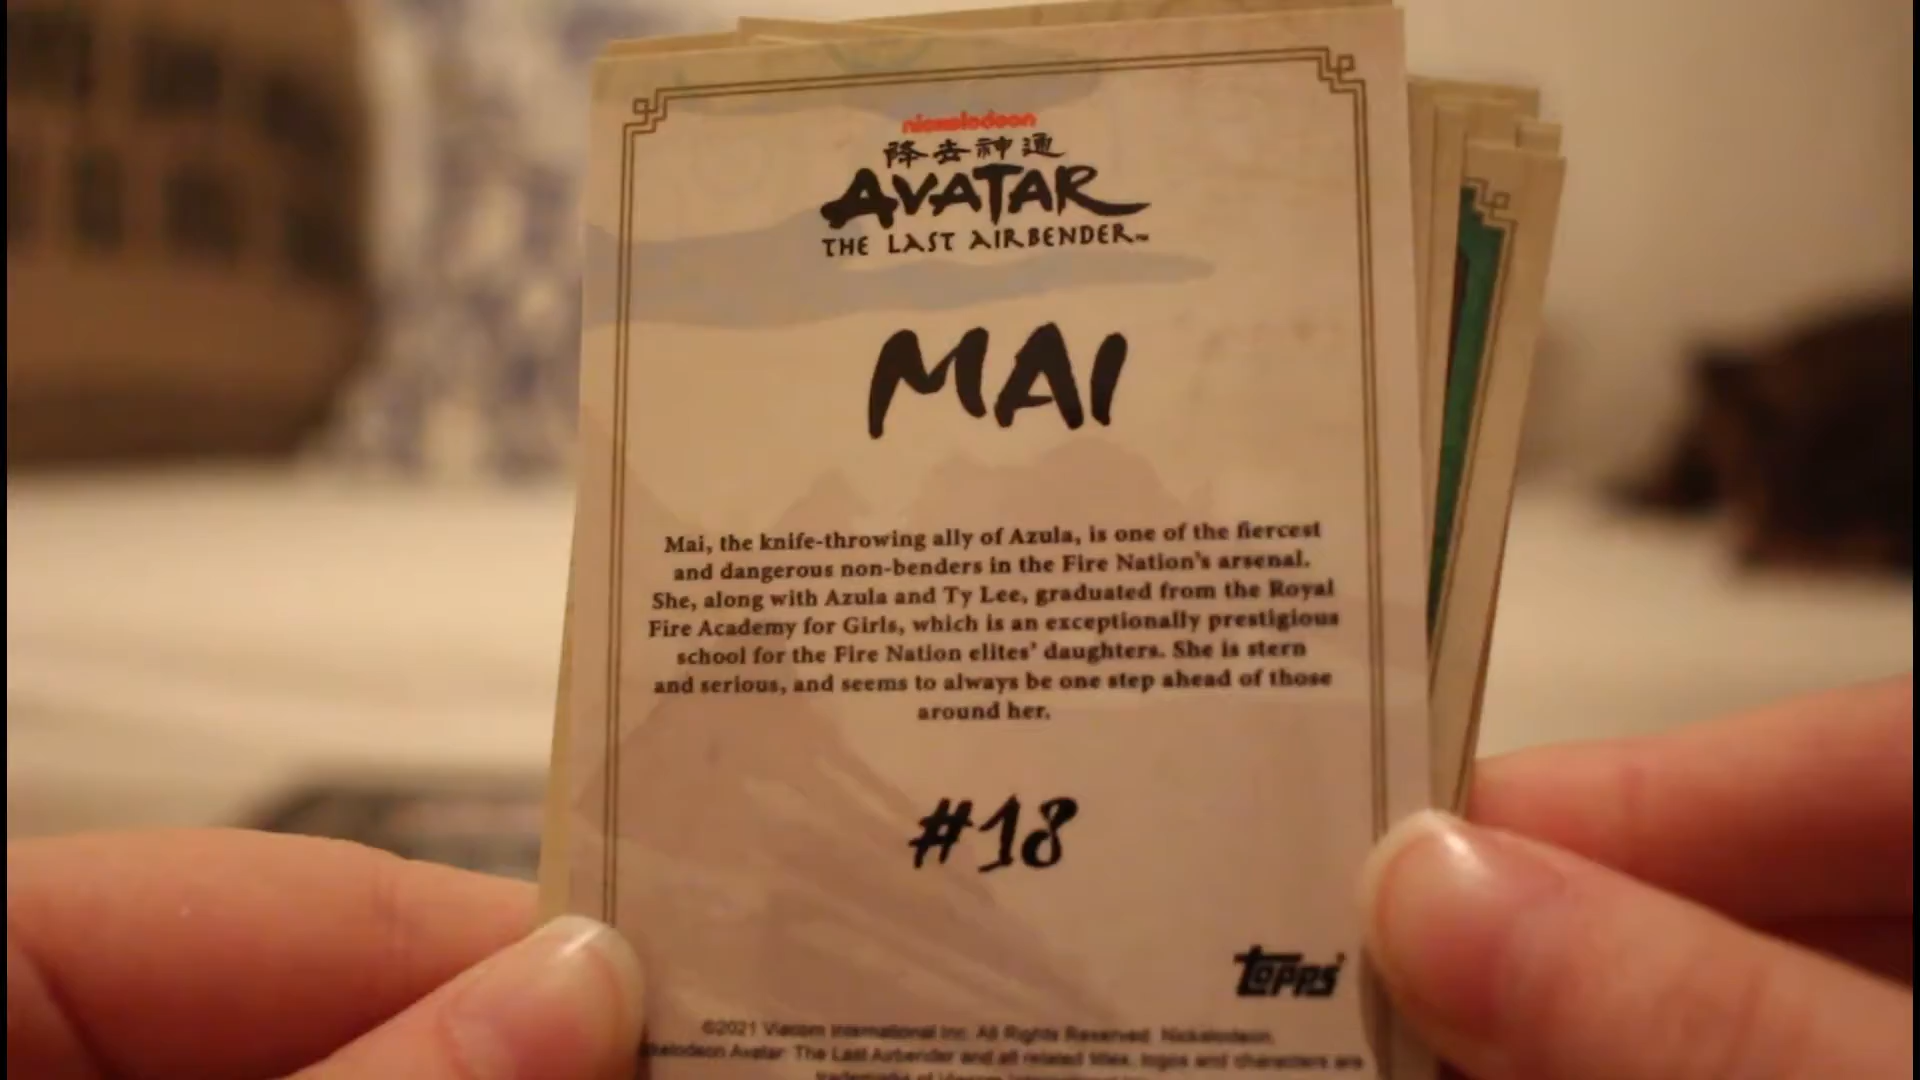 nickelodeon
降去神通
AVATAR
THE LAST AIRBENDER™
MAI
Mai, the knife-throwing ally of Azula, is one of the fiercest
and dangerous non-benders in the Fire Nation's arsenal.
She, along with Azula and Ty Lee, graduated from the Royal
Fire Academy for Girls, which is an exceptionally prestigious
school for the Fire Nation elites' daughters. She is stern
and serious, and seems to always be one step ahead of those
around her.
#18
topps
©2021 Viacom International Inc. All Rights Reserved. Nickelodeon,
Avatar: The Last Airbender and all related titles, logos and characters are
trademarks of Viacom International